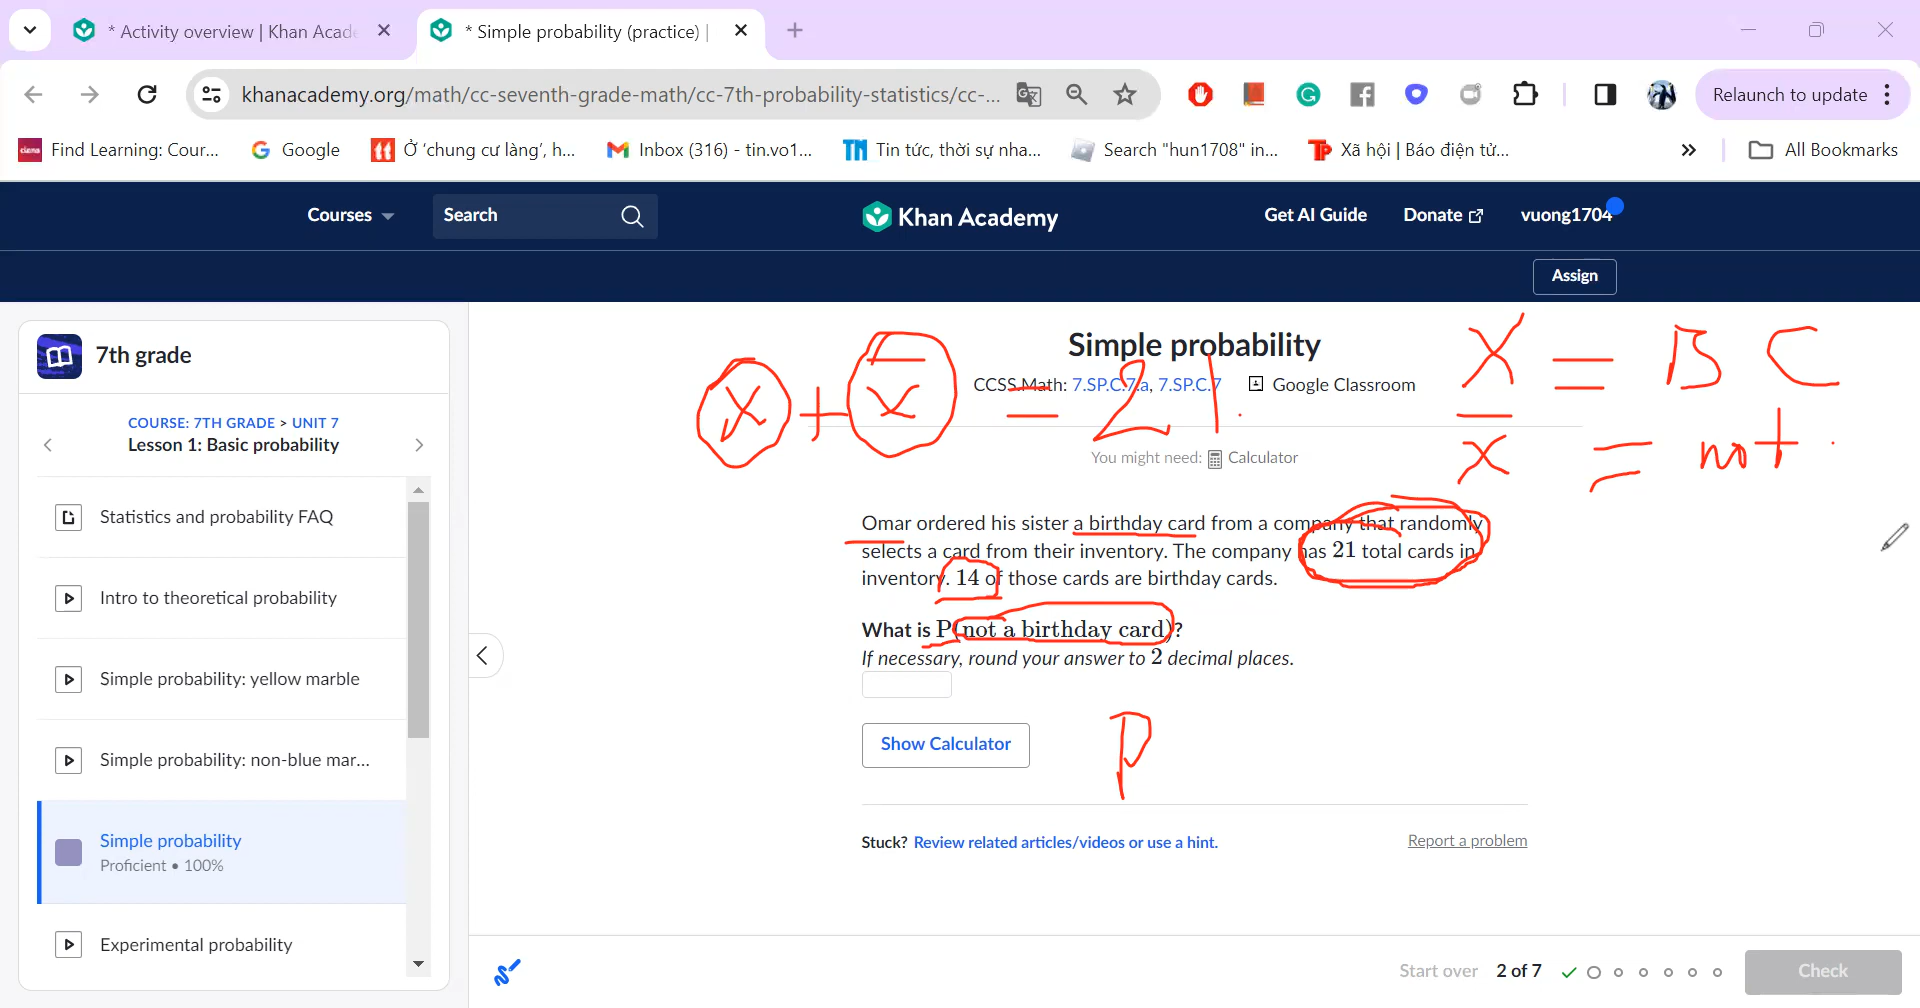 * Activity overview | Khan Acade
* Simple probability (practice) |
khanacademy.org/math/cc-seventh-grade-math/cc-7th-probability-statistics/cc-...
Relaunch to update
Find Learning: Cour...
Google
Ở ‘chung cư làng’, h...
Inbox (316) - tin.vo1...
Tin tức, thời sự nha...
Search "hun1708" in...
Xã hội | Báo điện tử...
All Bookmarks
Courses
Search
Khan Academy
Get AI Guide
Donate
vuong1704
Assign
7th grade
COURSE: 7TH GRADE > UNIT 7
Lesson 1: Basic probability
Statistics and probability FAQ
Intro to theoretical probability
Simple probability: yellow marble
Simple probability: non-blue mar...
Simple probability
Proficient • 100%
Experimental probability
Simple probability
CCSS.Math: 7.SP.C.7.a, 7.SP.C.7
Google Classroom
x + x̅ = 21.
X = B C
x̅ = not .
You might need: Calculator
Omar ordered his sister a birthday card from a company that randomly
selects a card from their inventory. The company has 21 total cards in
inventory. 14 of those cards are birthday cards.
What is P(not a birthday card)?
If necessary, round your answer to 2 decimal places.
Show Calculator
P
Stuck? Review related articles/videos or use a hint.
Report a problem
Start over
2 of 7
Check